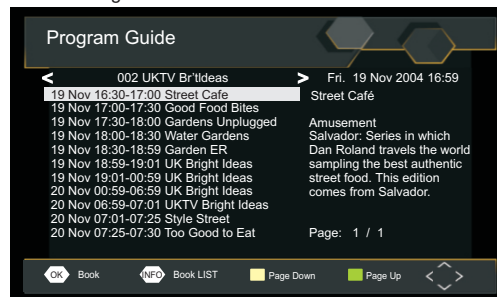 Program Guide
< 002 UKTV Br'tIdeas > Fri. 19 Nov 2004 16:59
19 Nov 16:30-17:00 Street Cafe
19 Nov 17:00-17:30 Good Food Bites
19 Nov 17:30-18:00 Gardens Unplugged
19 Nov 18:00-18:30 Water Gardens
19 Nov 18:30-18:59 Garden ER
19 Nov 18:59-19:01 UK Bright Ideas
19 Nov 19:01-00:59 UK Bright Ideas
20 Nov 00:59-06:59 UK Bright Ideas
20 Nov 06:59-07:01 UKTV Bright Ideas
20 Nov 07:01-07:25 Style Street
20 Nov 07:25-07:30 Too Good to Eat
Street Café
Amusement
Salvador: Series in which
Dan Roland travels the world
sampling the best authentic
street food. This edition
comes from Salvador.
Page: 1 / 1
OK Book INFO Book LIST Page Down Page Up